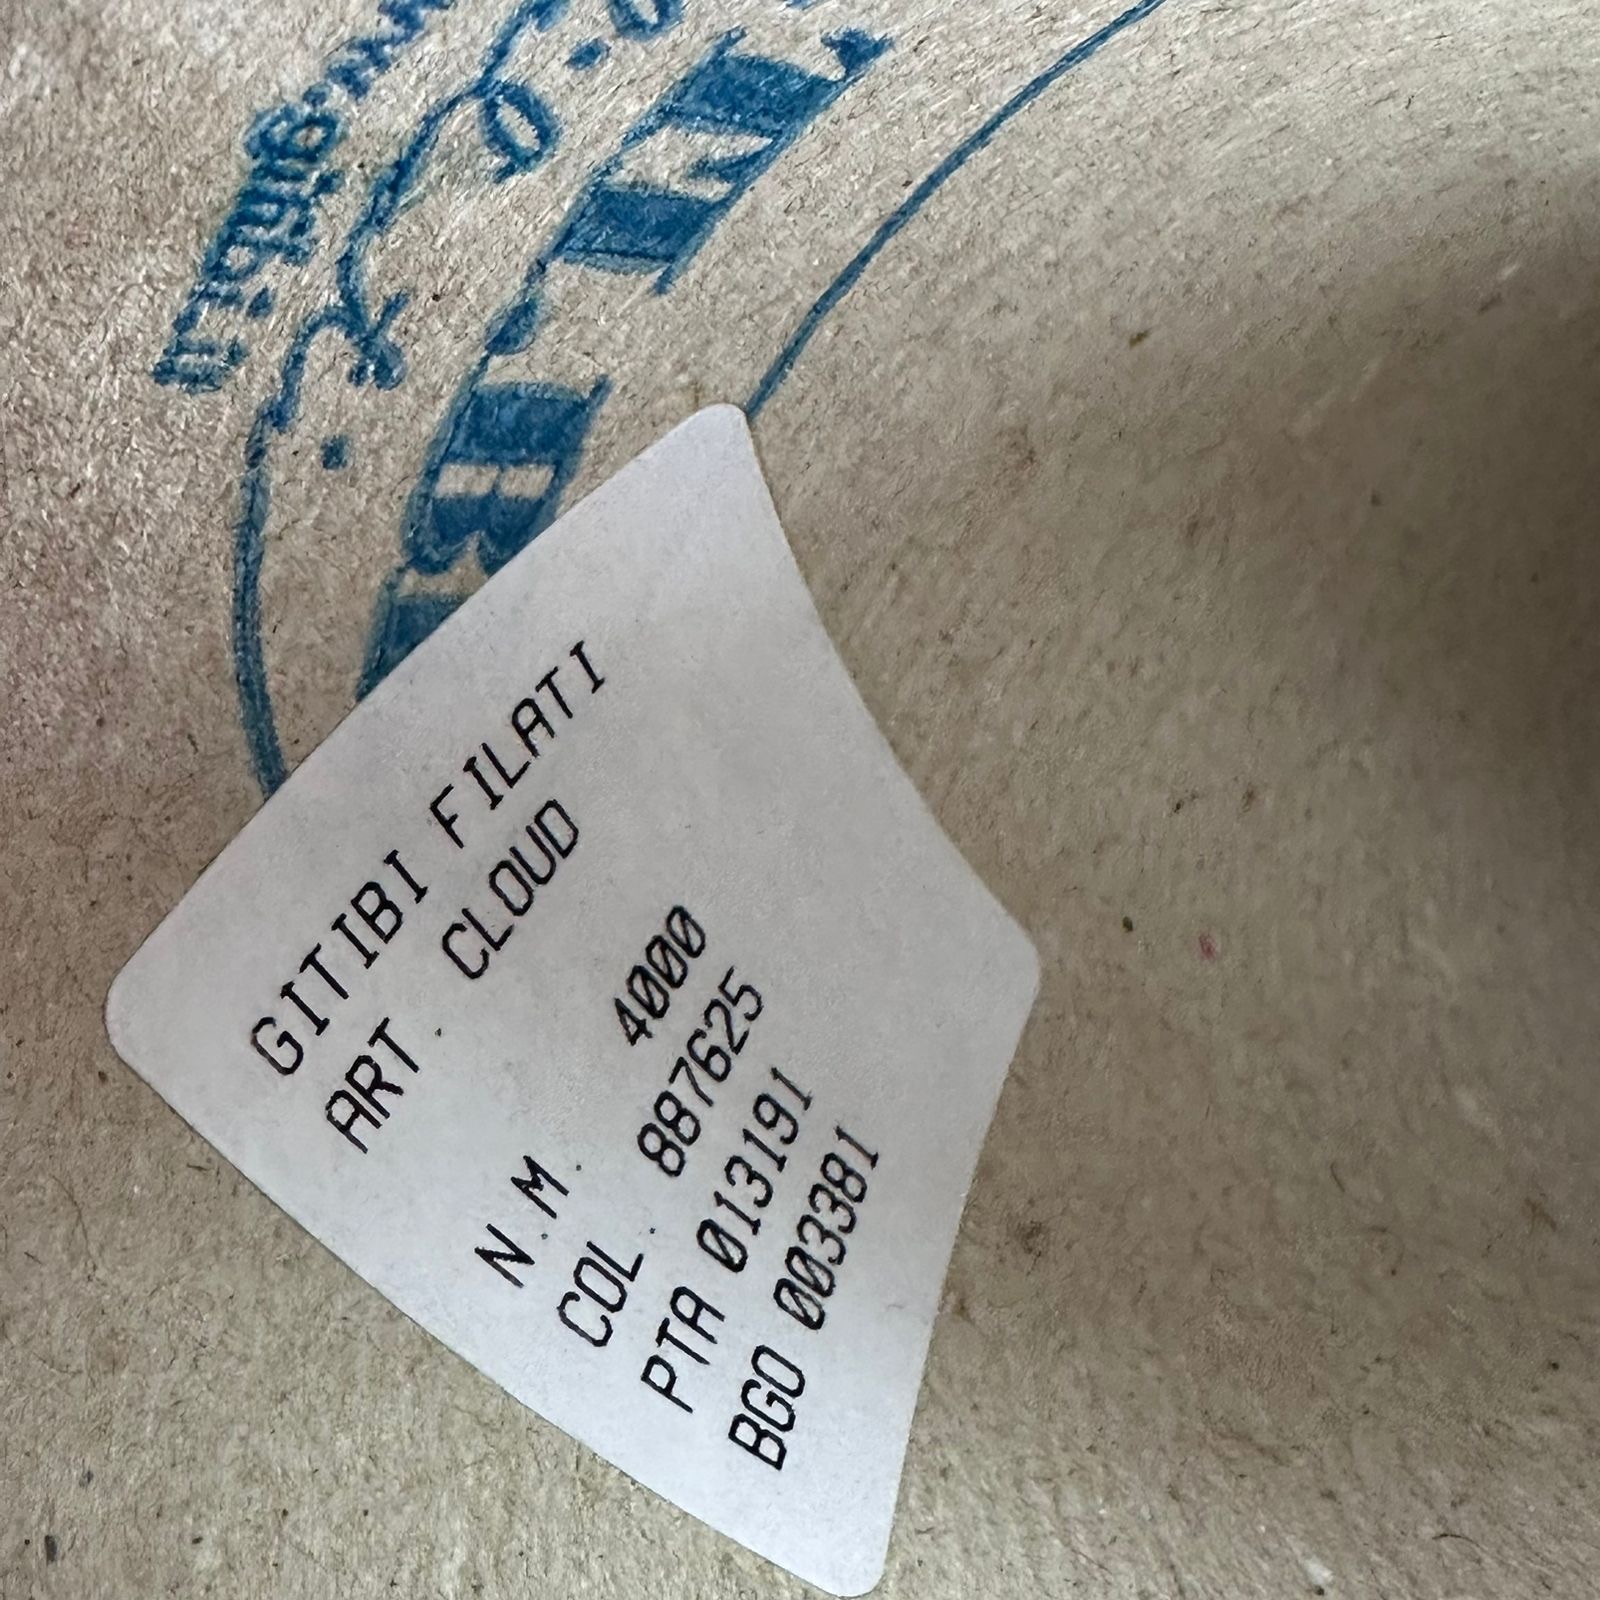 GITIBI FILATI
ART. CLOUD
N.M. 4000
COL. 887625
PTA 013191
BGO 003381